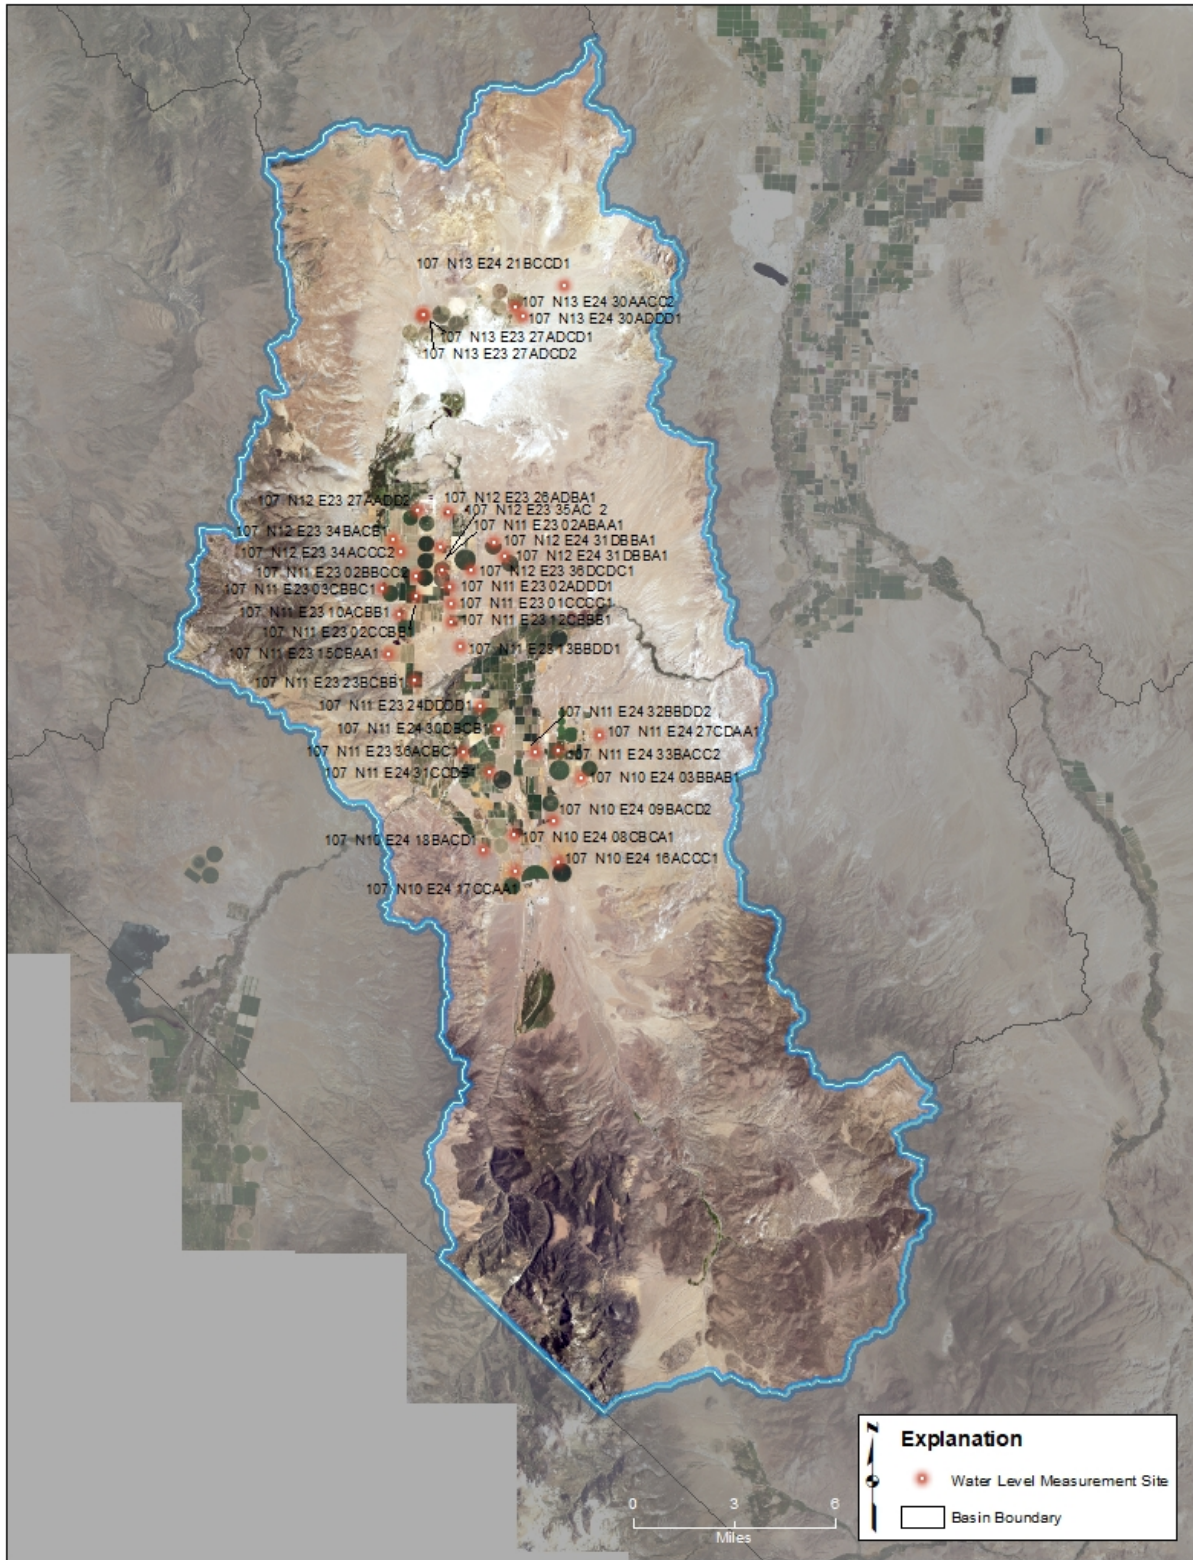 107 N13 E24 21BCCD1
107 N13 E24 30AACC2
107 N13 E24 30ADDD1
107 N13 E23 27ADCD1
107 N13 E23 27ADCD2
107 N12 E23 27AADD2
107 N12 E23 26ADBA1
107 N12 E23 35AC 2
107 N11 E23 02ABAA1
107 N12 E23 34BACB1
107 N12 E24 31DBBA1
107 N12 E23 34ACCC2
107 N12 E24 31DBBA1
107 N11 E23 02BBCC2
107 N12 E23 36DCDC1
107 N11 E23 03CBBC1
107 N11 E23 02ADDD1
107 N11 E23 01CCCC1
107 N11 E23 10ACBB1
107 N11 E23 12CBBB1
107 N11 E23 02CCBB1
107 N11 E23 15CBAA1
107 N11 E23 13BBDD1
107 N11 E23 23BCBB1
107 N11 E23 24DDDD1
107 N11 E24 32BBDD2
107 N11 E24 30DBCB1
107 N11 E24 27CDAA1
107 N11 E23 36ACBC1
107 N11 E24 33BACC2
107 N11 E24 31CCDB1
107 N10 E24 03BBAB1
107 N10 E24 09BACD2
107 N10 E24 18BACD1
107 N10 E24 08CBCA1
107 N10 E24 16ACCC1
107 N10 E24 17CCAA1
N
Explanation
Water Level Measurement Site
Basin Boundary
0 3 6
Miles